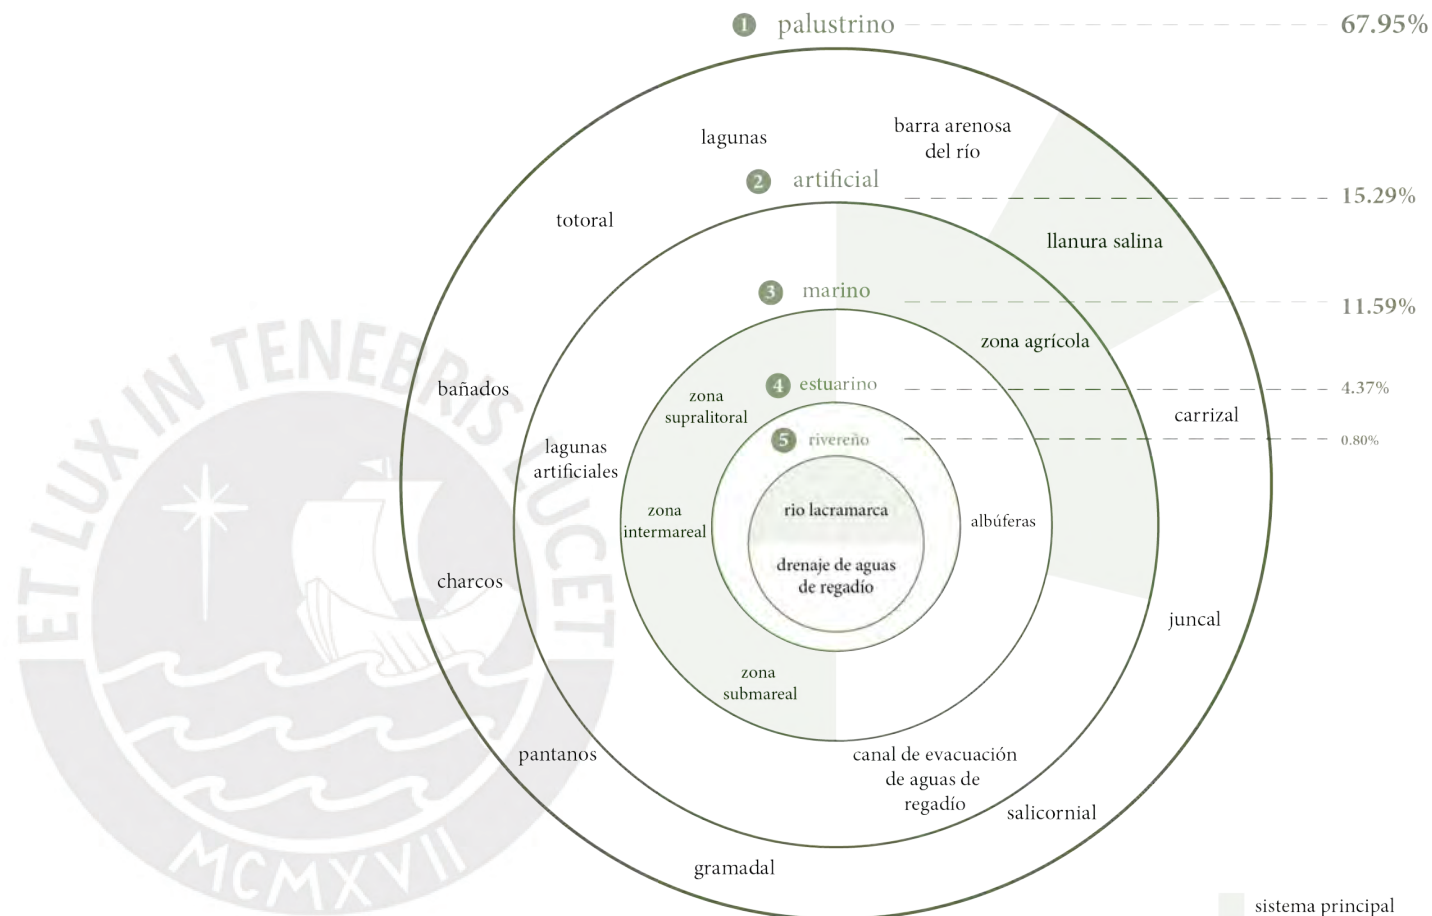 1 palustrino 67.95%
lagunas
barra arenosa
del río
2 artificial 15.29%
totoral
llanura salina
3 marino 11.59%
zona agrícola
bañados
4 estuarino 4.37%
zona
supralitoral
carrizal
5 rivereño 0.80%
lagunas
artificiales
zona
intermareal
rio lacramarca
albúferas
drenaje de aguas
de regadío
charcos
juncal
zona
submareal
pantanos
canal de evacuación
de aguas de
regadío
salicornial
gramadal
sistema principal
ET LUX IN TENEBRIS LUCET
MCMXVII